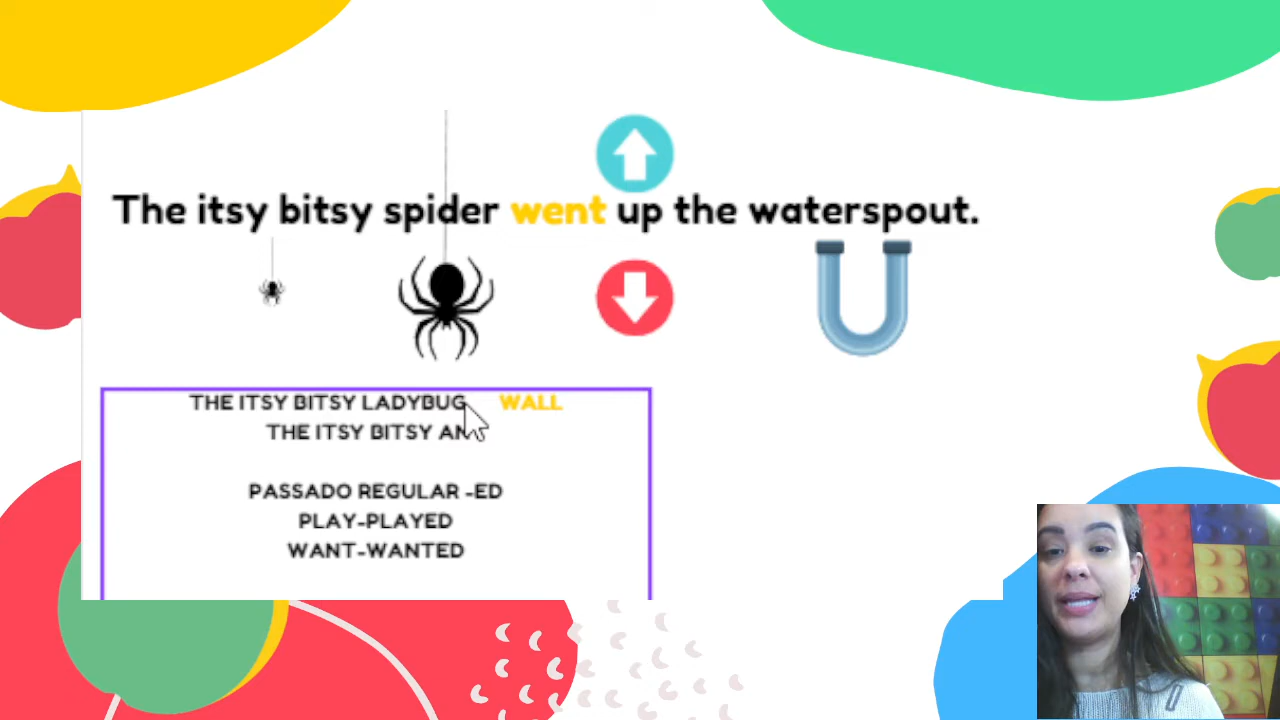 The itsy bitsy spider went up the waterspout.
THE ITSY BITSY LADYBUG WALL
THE ITSY BITSY
PASSADO REGULAR -ED
PLAY-PLAYED
WANT-WANTED